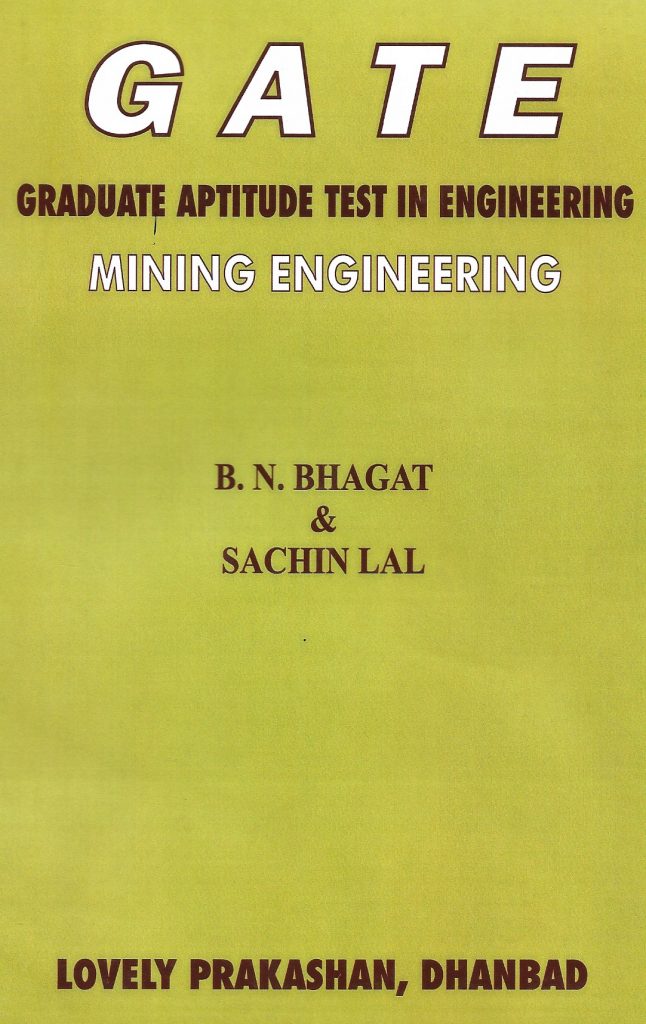 GATE
GRADUATE APTITUDE TEST IN ENGINEERING
MINING ENGINEERING
B. N. BHAGAT
&
SACHIN LAL
LOVELY PRAKASHAN, DHANBAD